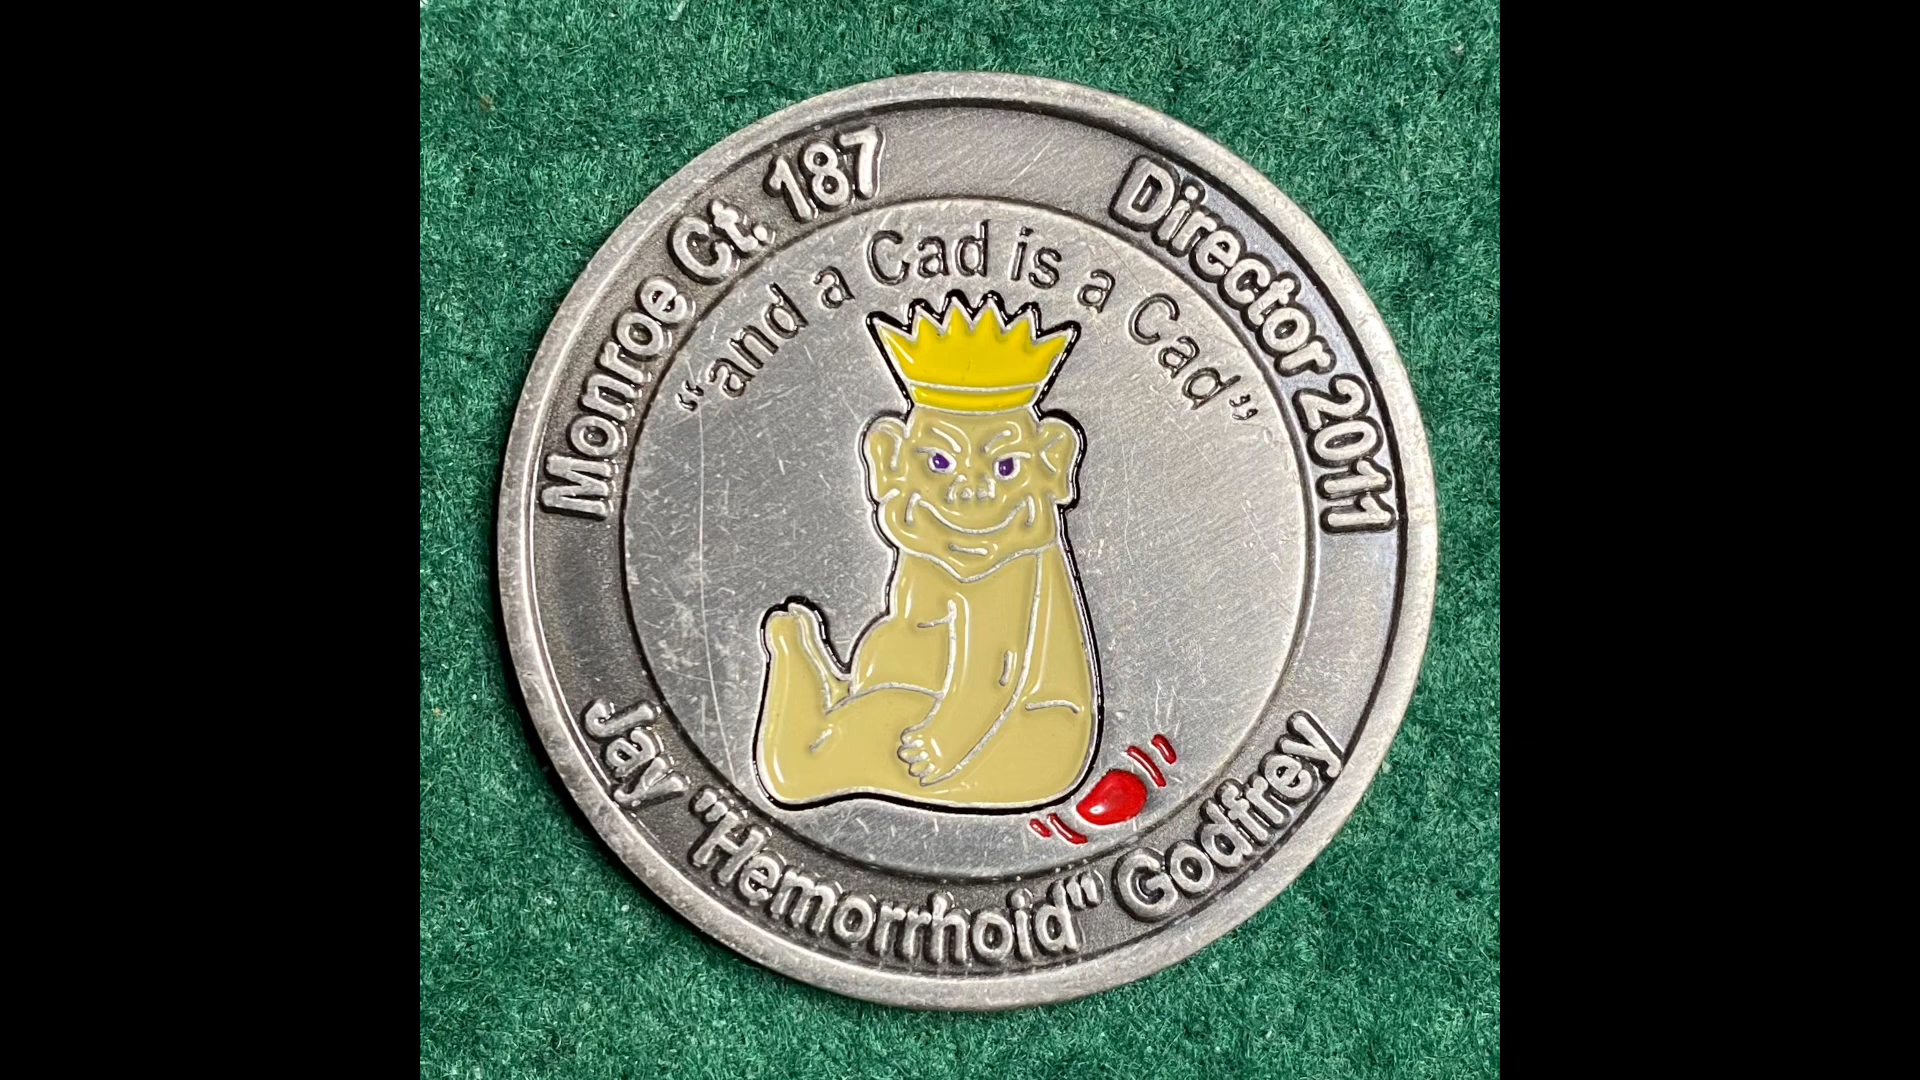 Monroe Ct. 187
Director 2011
“and a Cad is a Cad”
Jay "Hemorrhoid" Godfrey